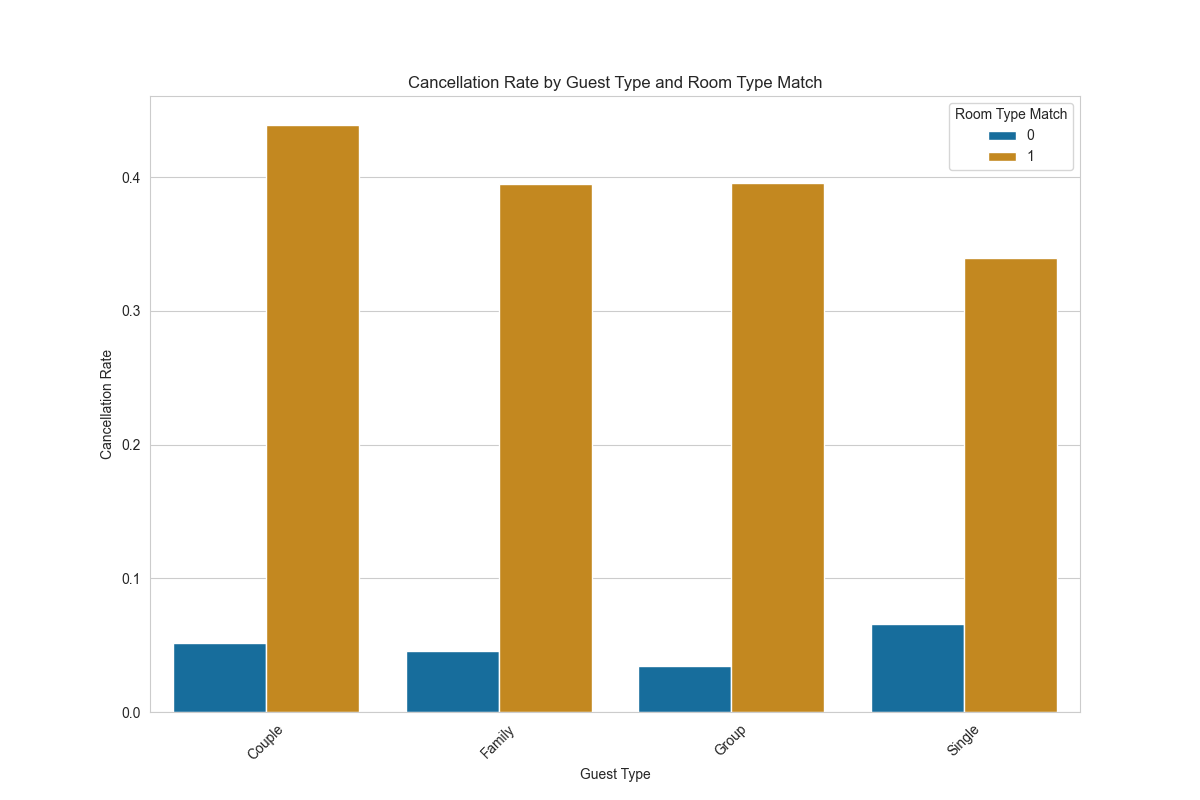 Cancellation Rate by Guest Type and Room Type Match
Room Type Match
0
1
Cancellation Rate
0.4
0.3
0.2
0.1
0.0
Couple
Family
Group
Single
Guest Type